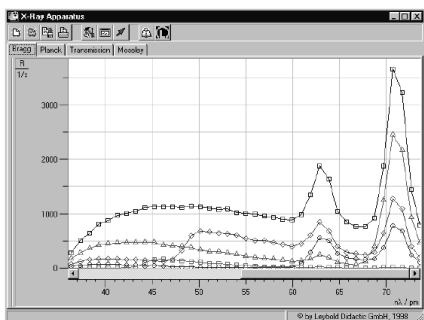 X-Ray Apparatus
Bragg Planck Transmission Moseley
R
1/s
3000
2000
1000
0
40 45 50 55 60 65 70
nλ / pm
© by Leybold Didactic GmbH, 1998